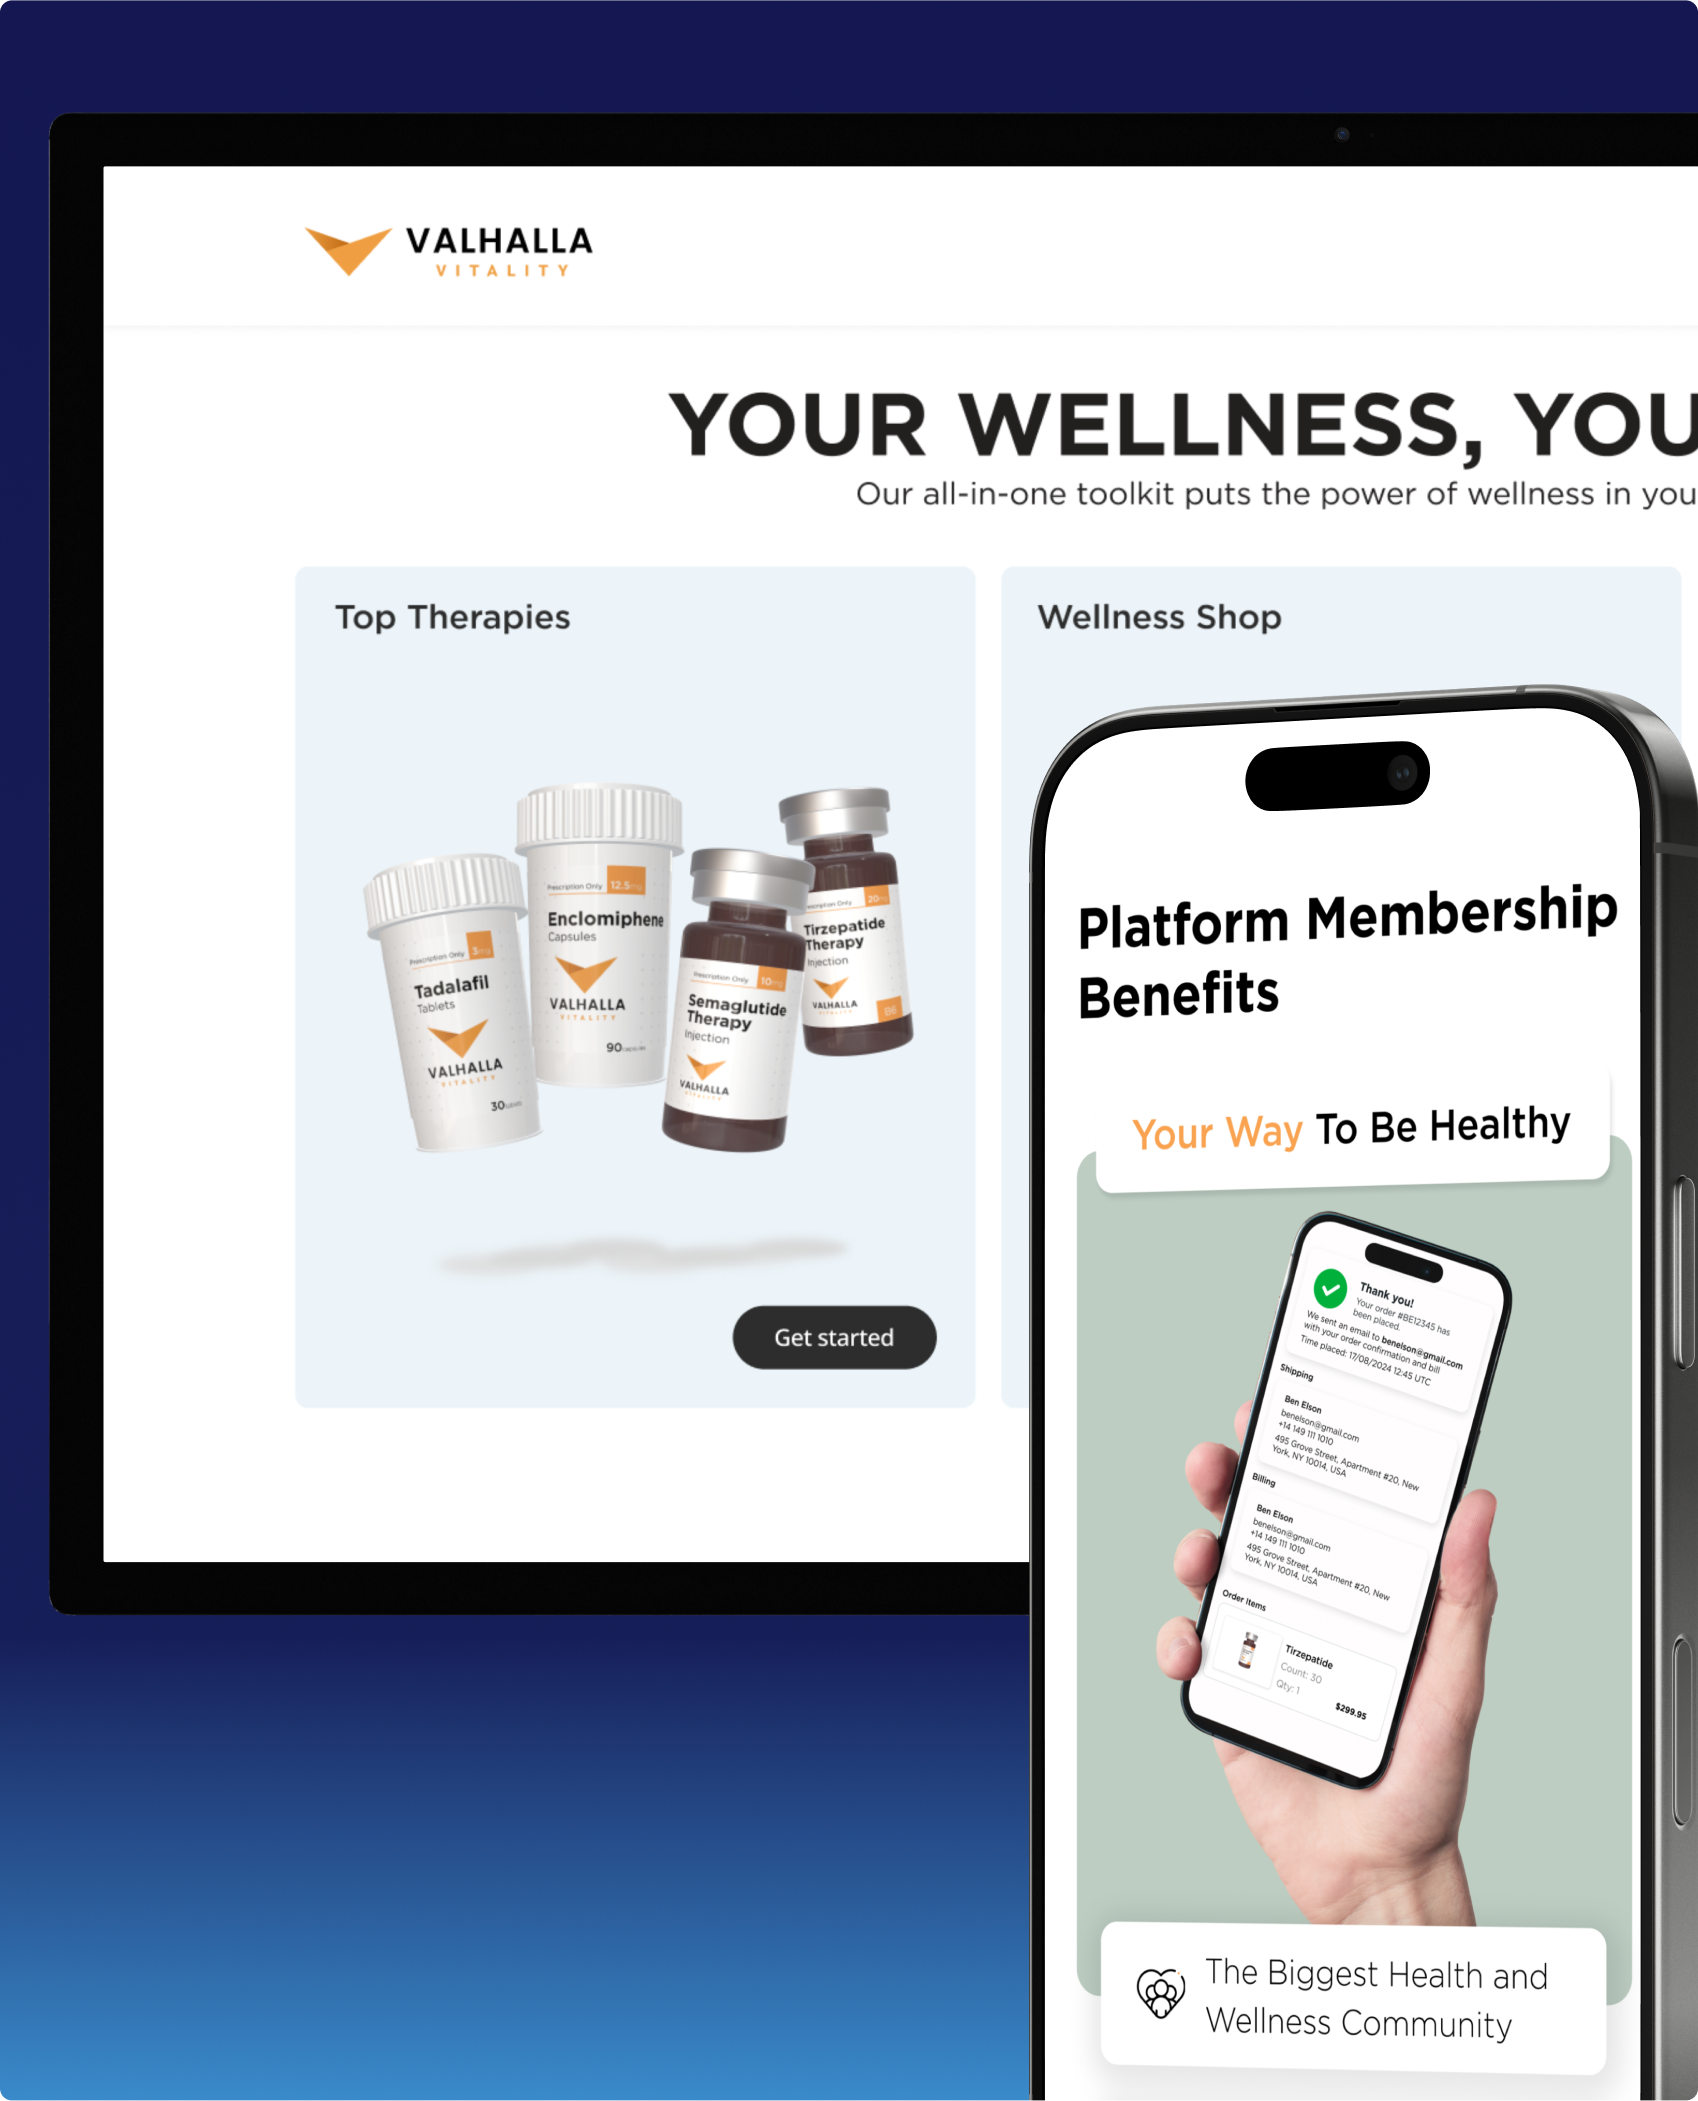 VALHALLA
VITALITY
YOUR WELLNESS, YOU
Our all-in-one toolkit puts the power of wellness in you
Top Therapies
Prescription Only 3mg
Tadalafil
Tablets
VALHALLA
VITALITY
30
Prescription Only 12.5mg
Enclomiphene
Capsules
VALHALLA
VITALITY
90
Prescription Only 10mg
Semaglutide
Therapy
Injection
VALHALLA
VITALITY
Prescription Only 20mg
Tirzepatide
Therapy
Injection
VALHALLA
VITALITY
B6
Get started
Wellness Shop
Platform Membership
Benefits
Your Way To Be Healthy
Thank you!
Your order #BE12345 has
been placed.
We sent an email to benelson@gmail.com
with your order confirmation and bill
Time placed: 17/08/2024 12:45 UTC
Shipping
Ben Elson
benelson@gmail.com
+14 149 111 1010
495 Grove Street, Apartment #20, New
York, NY 10014, USA
Billing
Ben Elson
benelson@gmail.com
+14 149 111 1010
495 Grove Street, Apartment #20, New
York, NY 10014, USA
Order Items
Tirzepatide
Count: 30
Qty: 1
$299.95
The Biggest Health and
Wellness Community